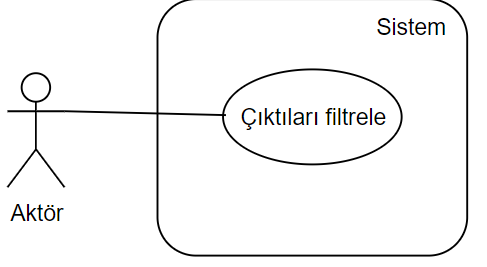 Sistem
Çıktıları filtrele
Aktör